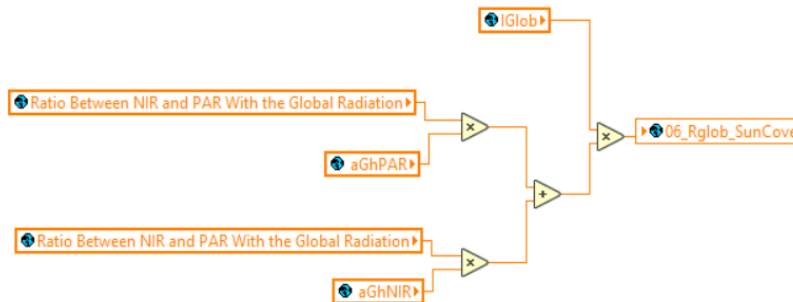 IGlob
Ratio Between NIR and PAR With the Global Radiation
x
x
06_Rglob_SunCove
aGhPAR
+
Ratio Between NIR and PAR With the Global Radiation
x
aGhNIR